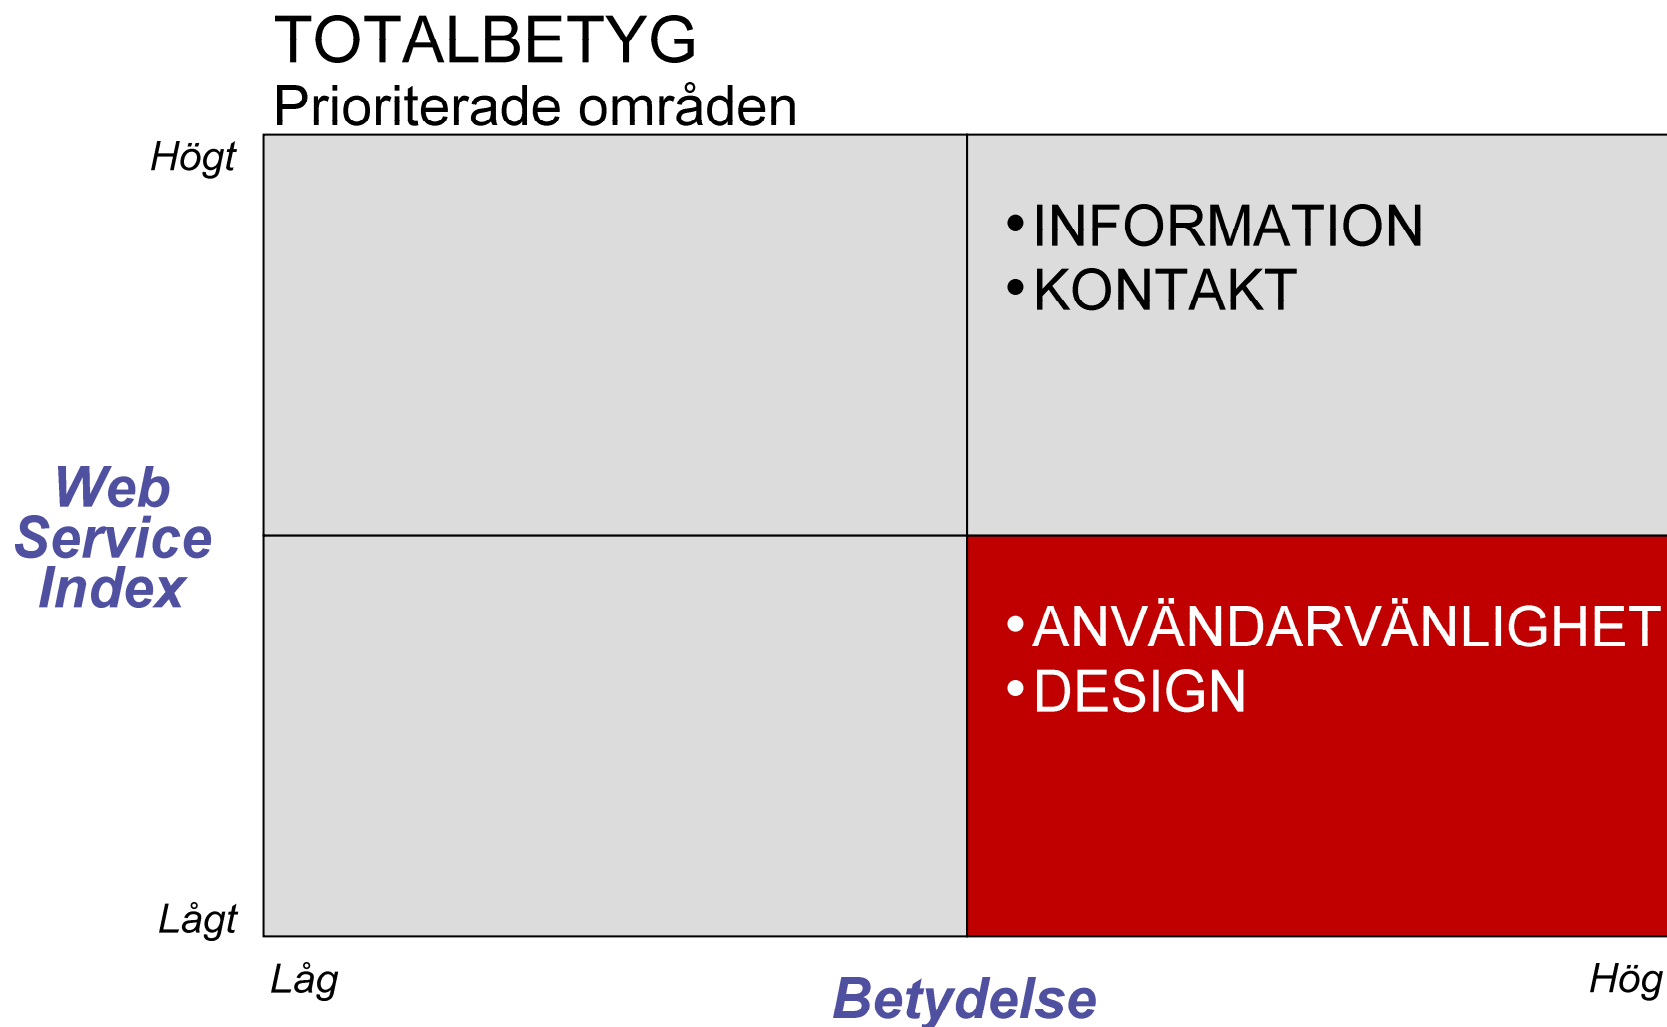 TOTALBETYG
Prioriterade områden
Högt
•INFORMATION
•KONTAKT
Web
Service
Index
•ANVÄNDARVÄNLIGHET
•DESIGN
Lågt
Låg
Betydelse
Hög